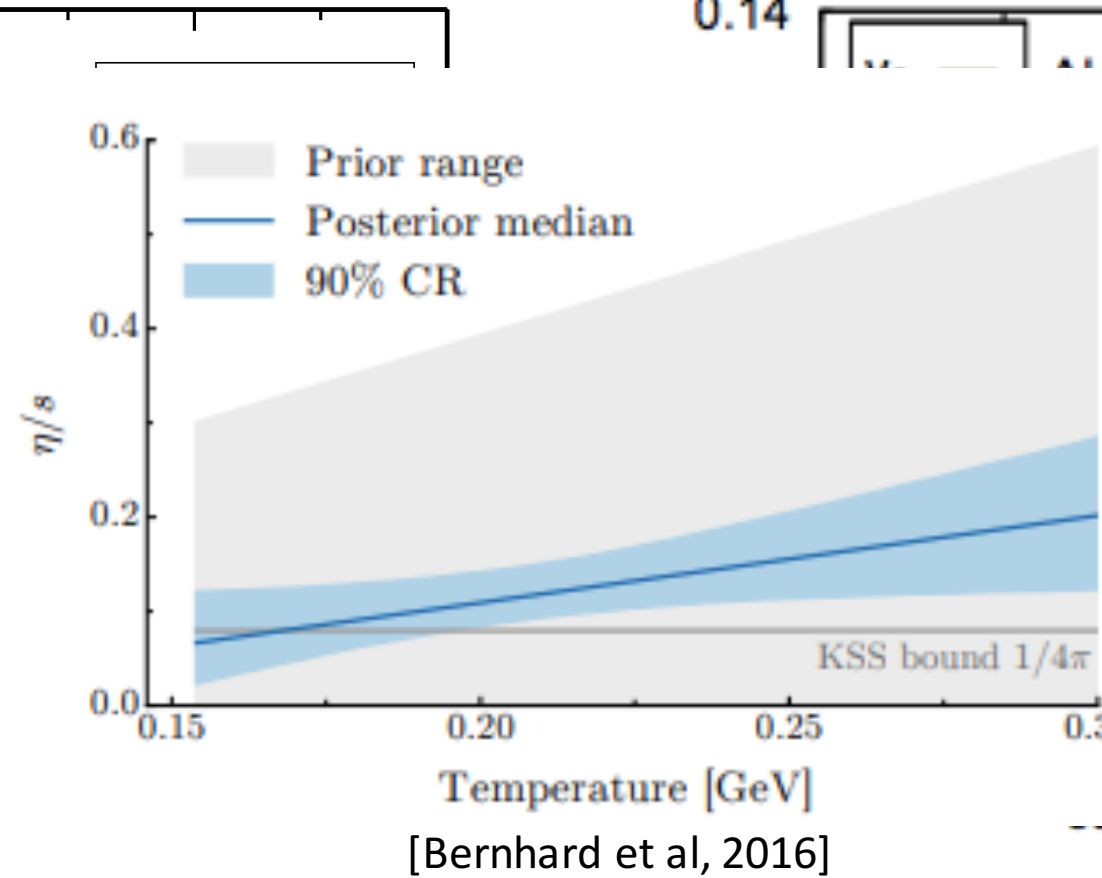 0.14
0.6
Prior range
Posterior median
90% CR
0.4
η/s
0.2
KSS bound 1/4π
0.0
0.15 0.20 0.25
Temperature [GeV]
[Bernhard et al, 2016]